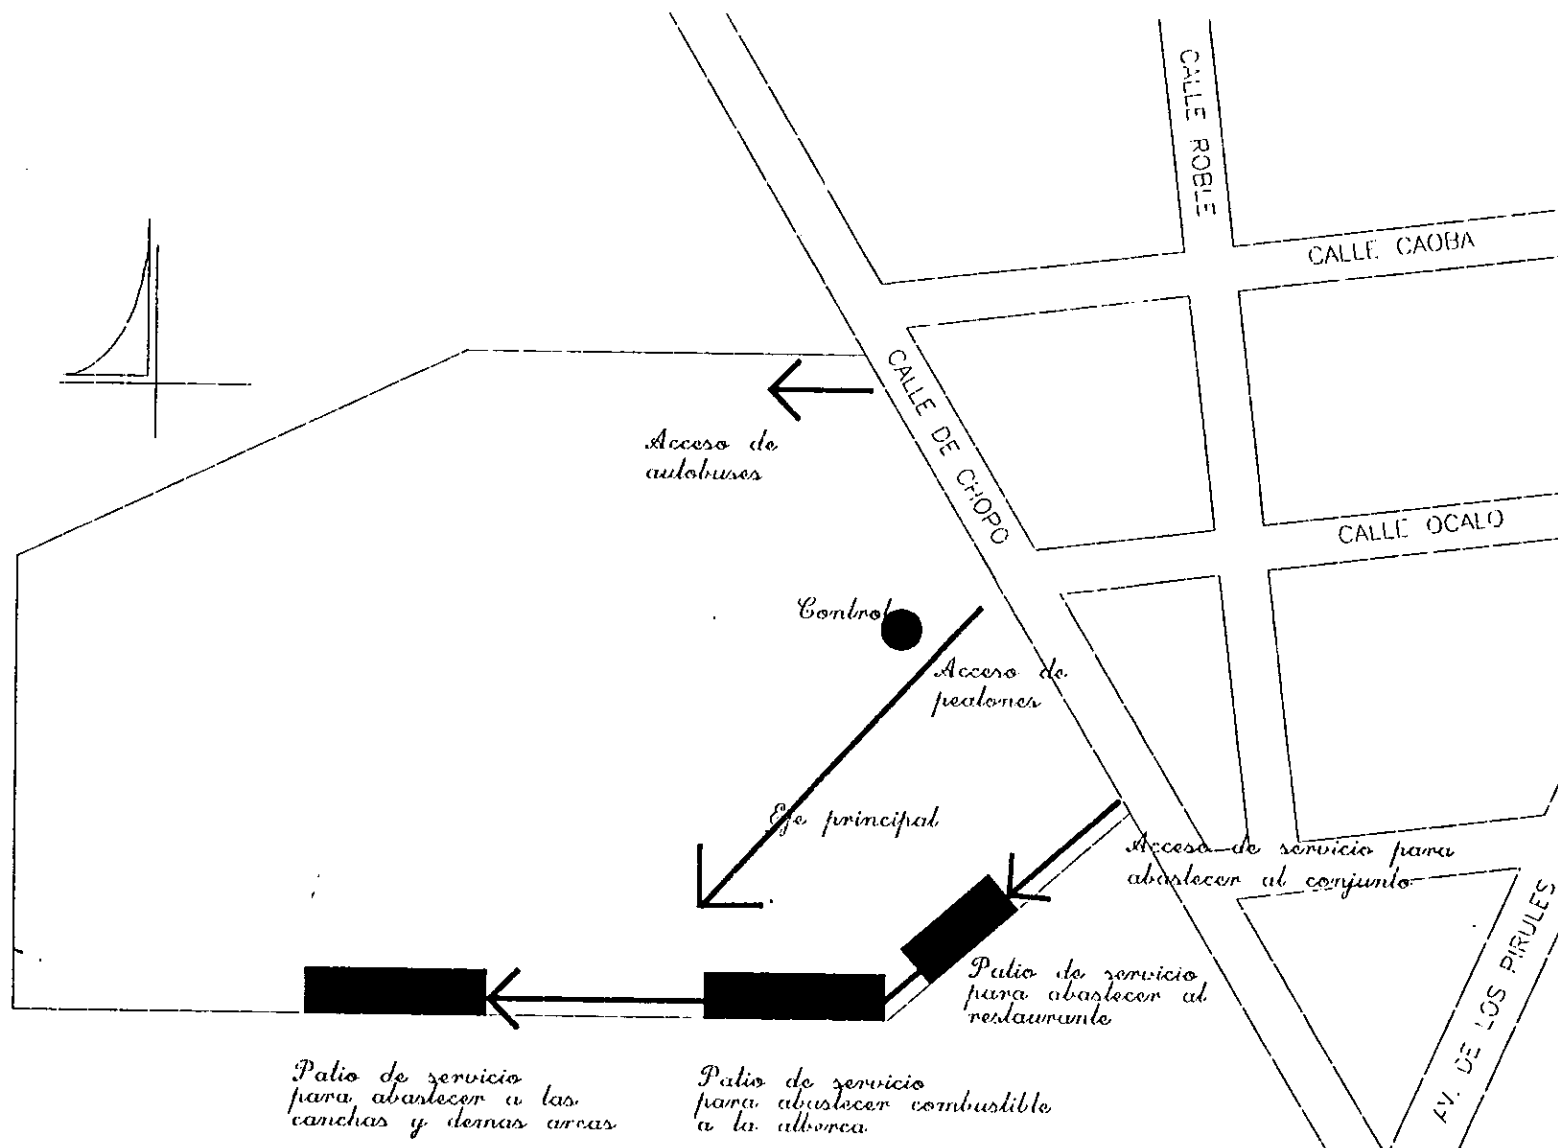 CALLE ROBLE
CALLE CAOBA
CALLE DE CHOPO
CALLE OCALO
Acceso de
autobuses
Control
Acceso de
peatones
Eje principal
Acceso de servicio para
abastecer al conjunto
AV. DE LOS PIRULES
Patio de servicio
para abastecer al
restaurante
Patio de servicio
para abastecer a las
canchas y demas areas
Patio de servicio
para abastecer combustible
a la alberca